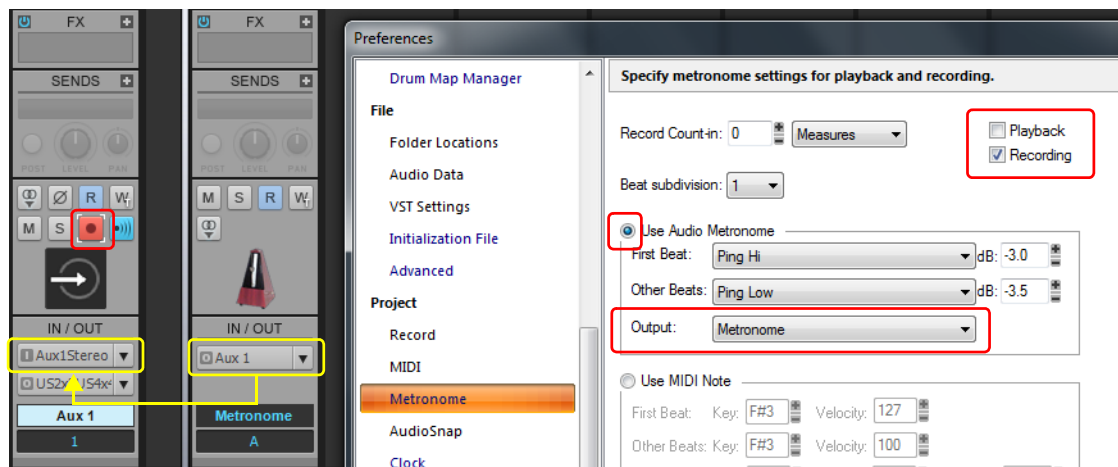 FX
SENDS
POST LEVEL PAN
R W
M S
IN / OUT
Aux1Stereo
Aux 1
1
FX
SENDS
POST LEVEL PAN
M S R W
IN / OUT
Aux 1
Metronome
A
Preferences
Drum Map Manager
File
Folder Locations
Audio Data
VST Settings
Initialization File
Advanced
Project
Record
MIDI
Metronome
AudioSnap
Clock
Specify metronome settings for playback and recording.
Record Count-in: 0 Measures
Playback
Recording
Beat subdivision: 1
Use Audio Metronome
First Beat: Ping Hi dB: -3.0
Other Beats: Ping Low dB: -3.5
Output: Metronome
Use MIDI Note
First Beat: Key: F#3 Velocity: 127
Other Beats: Key: F#3 Velocity: 100